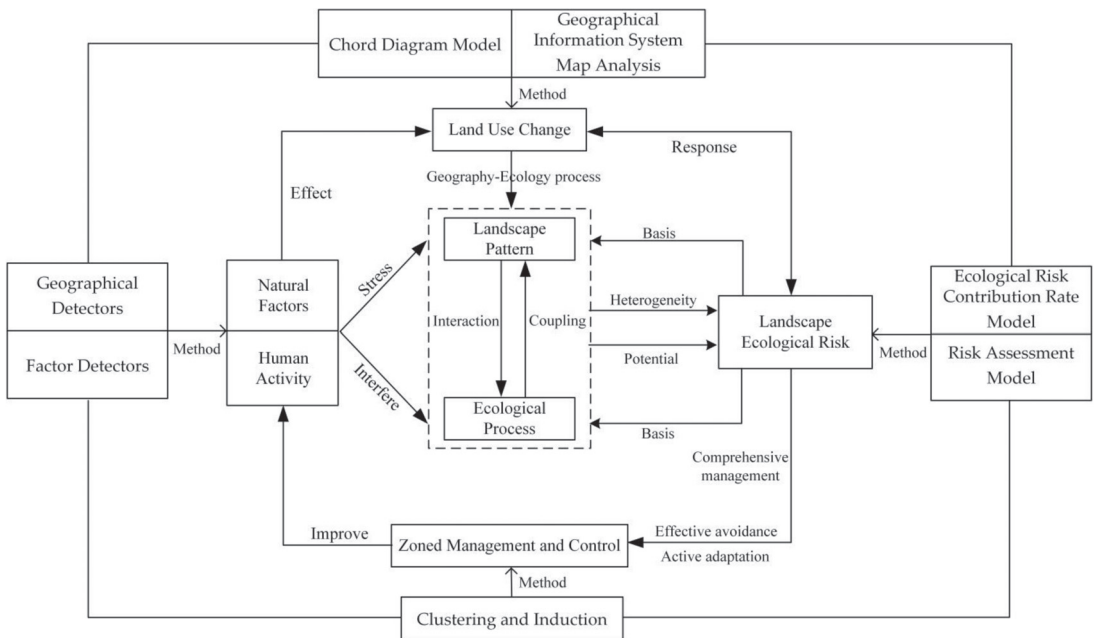 Chord Diagram Model
Geographical
Information System
Map Analysis
Method
Land Use Change
Response
Geography-Ecology process
Effect
Landscape
Pattern
Basis
Stress
Geographical
Detectors
Factor Detectors
Method
Natural
Factors
Human
Activity
Interaction
Coupling
Heterogeneity
Potential
Landscape
Ecological Risk
Method
Ecological Risk
Contribution Rate
Model
Risk Assessment
Model
Interfere
Ecological
Process
Basis
Comprehensive
management
Improve
Zoned Management and Control
Effective avoidance
Active adaptation
Method
Clustering and Induction